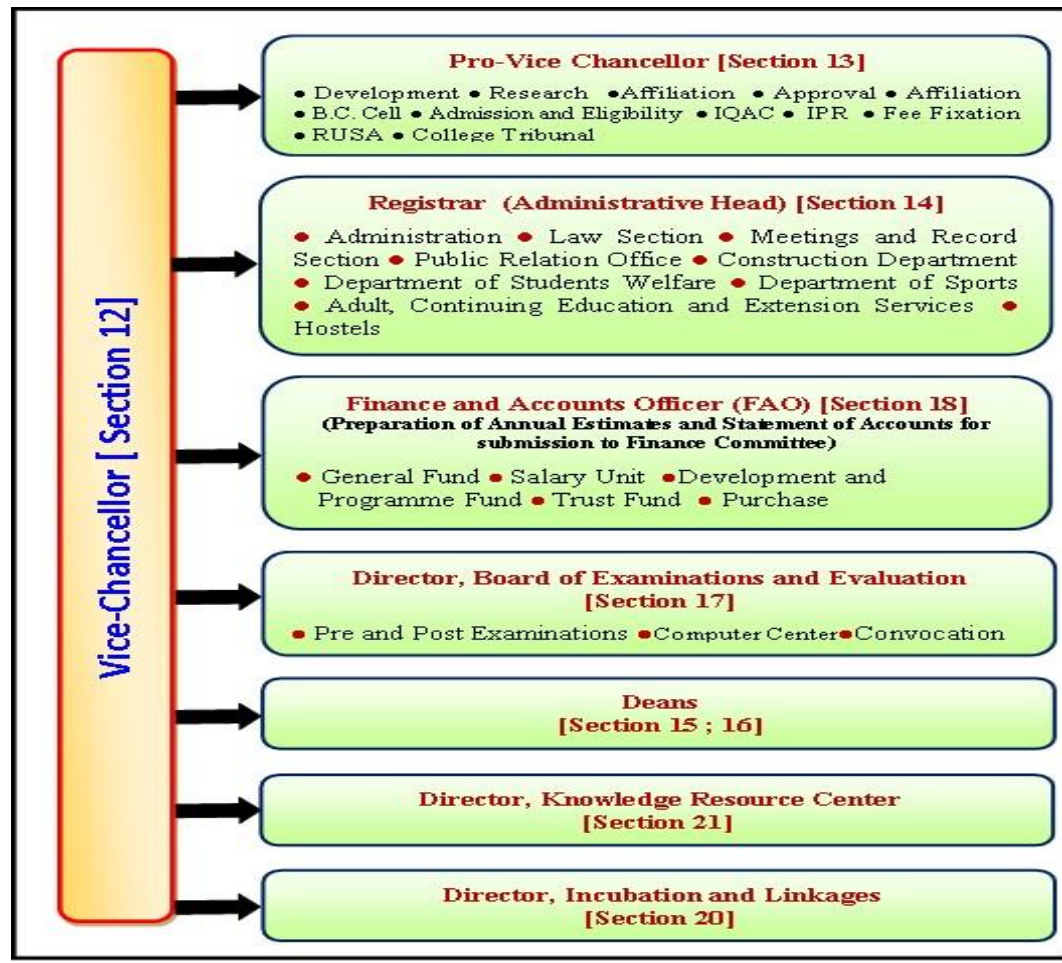 Vice-Chancellor [ Section 12]
Pro-Vice Chancellor [Section 13]
• Development • Research •Affiliation • Approval • Affiliation
• B.C. Cell • Admission and Eligibility • IQAC • IPR • Fee Fixation
• RUSA • College Tribunal
Registrar (Administrative Head) [Section 14]
• Administration • Law Section • Meetings and Record
Section • Public Relation Office • Construction Department
• Department of Students Welfare • Department of Sports
• Adult, Continuing Education and Extension Services •
Hostels
Finance and Accounts Officer (FAO) [Section 18]
(Preparation of Annual Estimates and Statement of Accounts for
submission to Finance Committee)
• General Fund • Salary Unit •Development and
Programme Fund • Trust Fund • Purchase
Director, Board of Examinations and Evaluation
[Section 17]
• Pre and Post Examinations •Computer Center•Convocation
Deans
[Section 15 ; 16]
Director, Knowledge Resource Center
[Section 21]
Director, Incubation and Linkages
[Section 20]